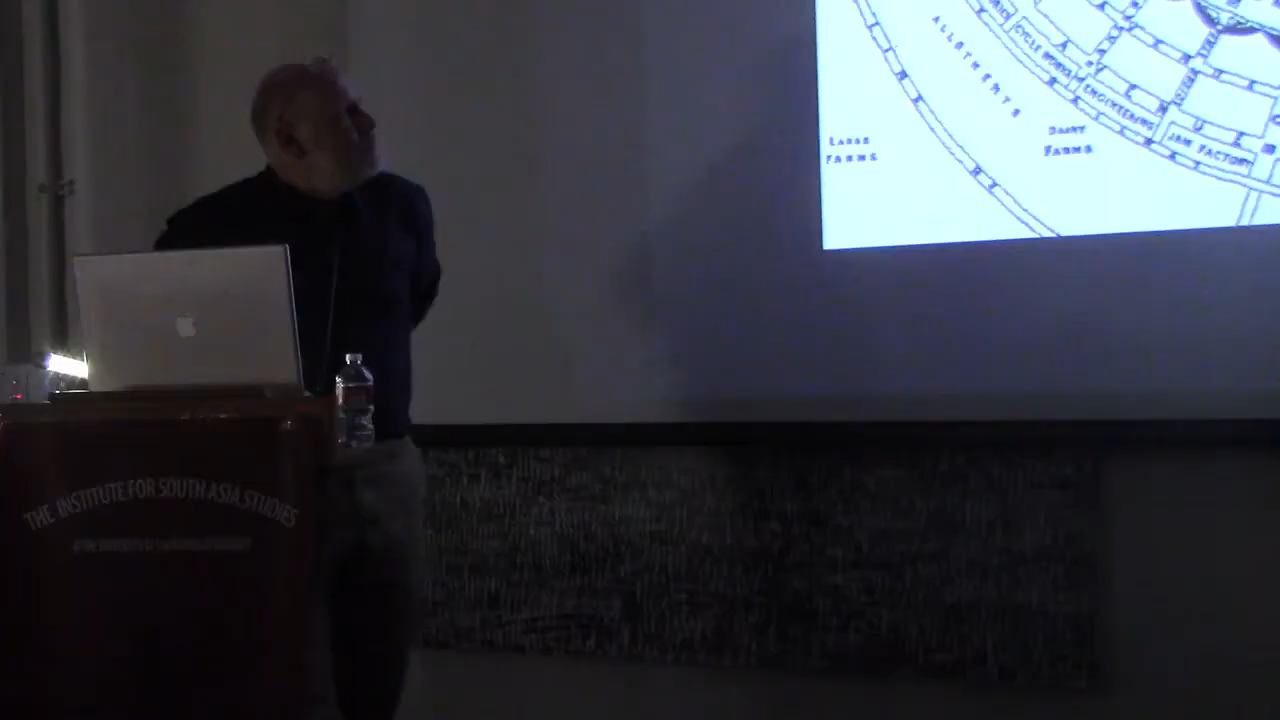 ALLOTMENTS
CYCLE WORKS
ENGINEERING
JAM FACTORY
LARGE
FARMS
DAIRY
FARMS
THE INSTITUTE FOR SOUTH ASIA STUDIES